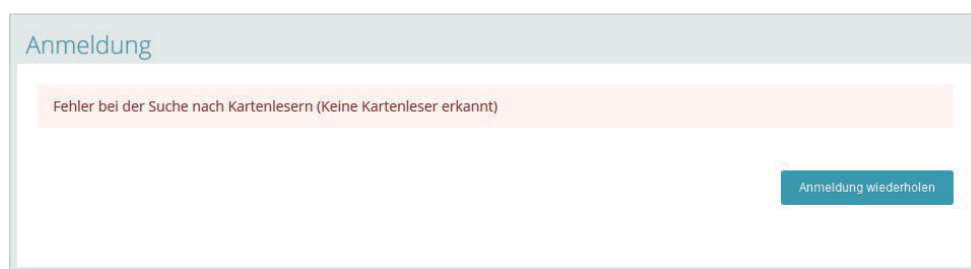 Anmeldung
Fehler bei der Suche nach Kartenlesern (Keine Kartenleser erkannt)
Anmeldung wiederholen